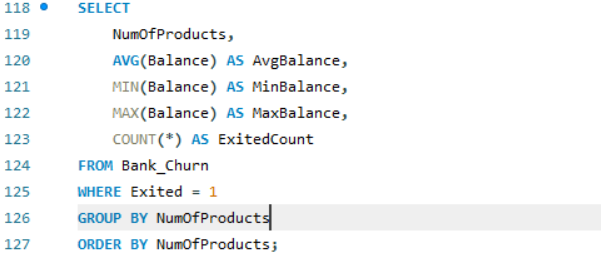 118 SELECT
119 NumOfProducts,
120 AVG(Balance) AS AvgBalance,
121 MIN(Balance) AS MinBalance,
122 MAX(Balance) AS MaxBalance,
123 COUNT(*) AS ExitedCount
124 FROM Bank_Churn
125 WHERE Exited = 1
126 GROUP BY NumOfProducts
127 ORDER BY NumOfProducts;